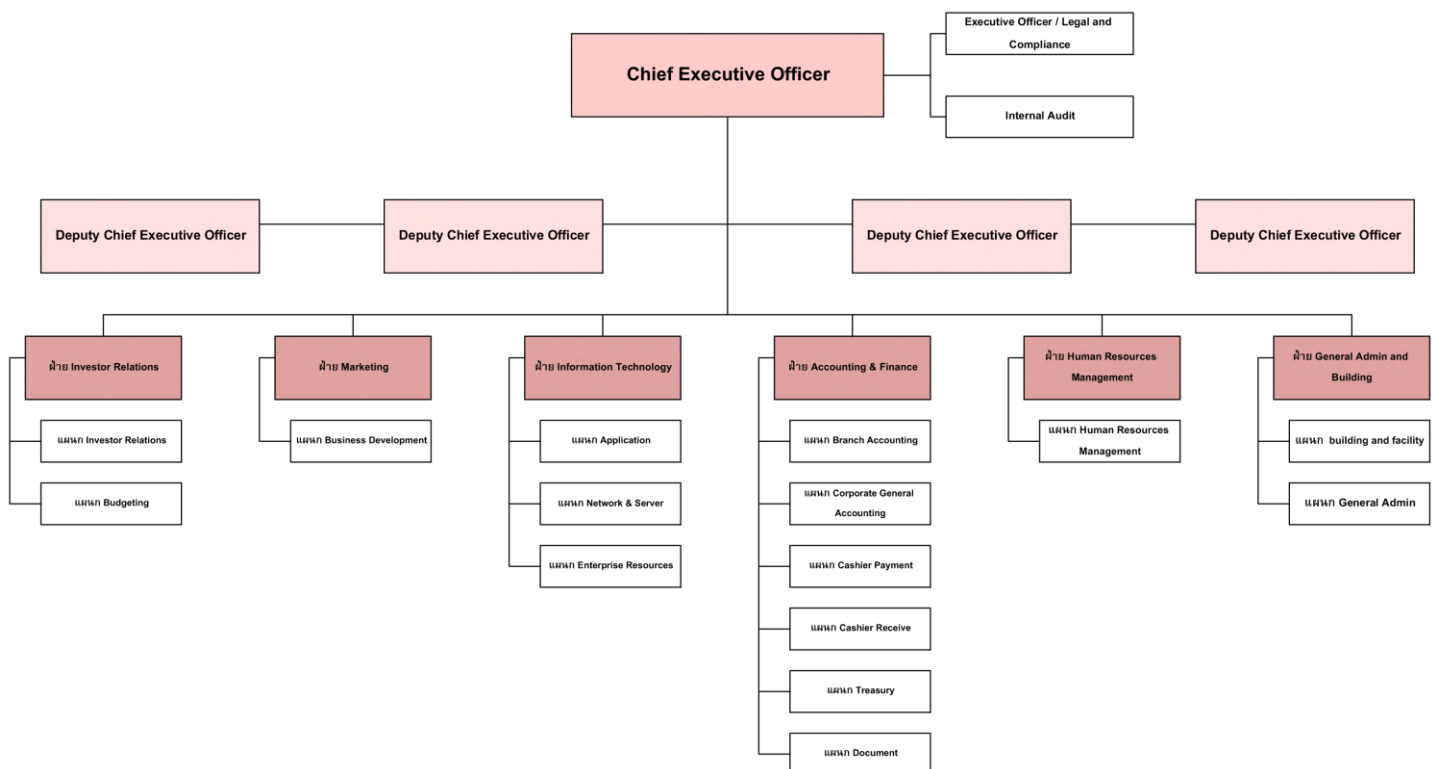 Executive Officer / Legal and
Compliance
Chief Executive Officer
Internal Audit
Deputy Chief Executive Officer
Deputy Chief Executive Officer
Deputy Chief Executive Officer
Deputy Chief Executive Officer
ฝ่าย Investor Relations
ฝ่าย Marketing
ฝ่าย Information Technology
ฝ่าย Accounting & Finance
ฝ่าย Human Resources
Management
ฝ่าย General Admin and
Building
แผนก Investor Relations
แผนก Budgeting
แผนก Business Development
แผนก Application
แผนก Network & Server
แผนก Enterprise Resources
แผนก Branch Accounting
แผนก Corporate General
Accounting
แผนก Cashier Payment
แผนก Cashier Receive
แผนก Treasury
แผนก Document
แผนก Human Resources
Management
แผนก building and facility
แผนก General Admin